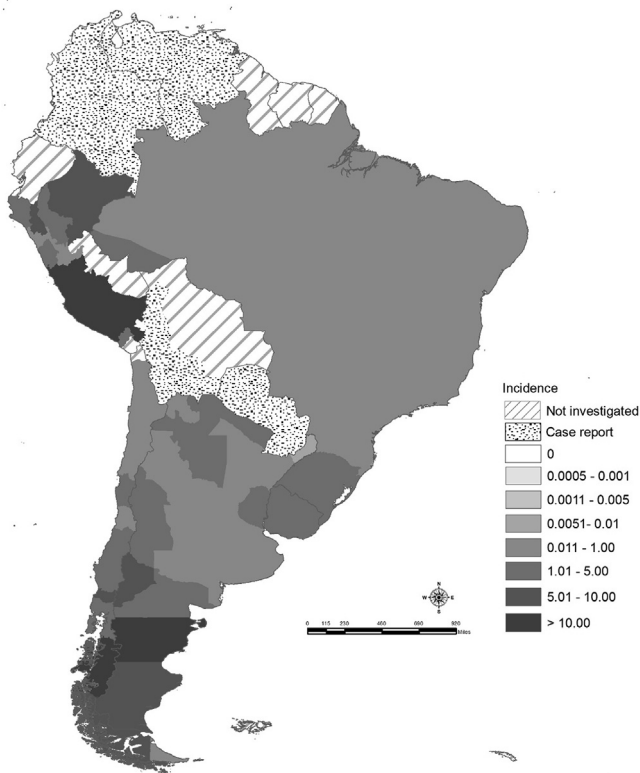 Incidence
Not investigated
Case report
0
0.0005 - 0.001
0.0011 - 0.005
0.0051- 0.01
0.011 - 1.00
1.01 - 5.00
5.01 - 10.00
> 10.00
N
W E
S
0 115 230 460 690 920
Miles